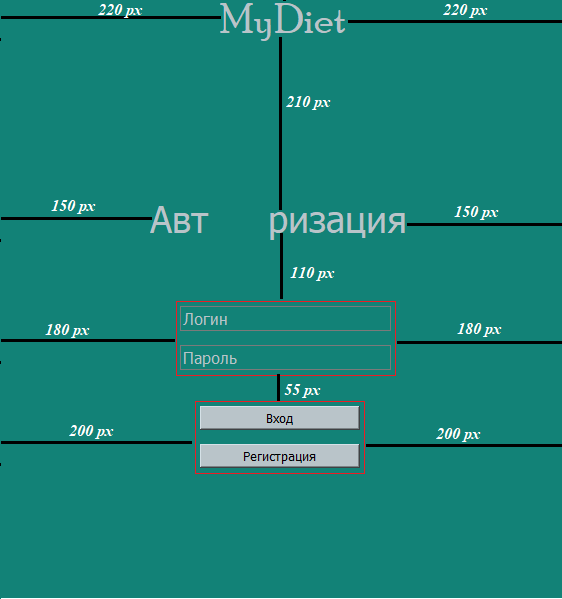 220 px MyDiet 220 px
210 px
150 px Авт ризация 150 px
110 px
Логин
180 px 180 px
Пароль
55 px
Вход
200 px 200 px
Регистрация